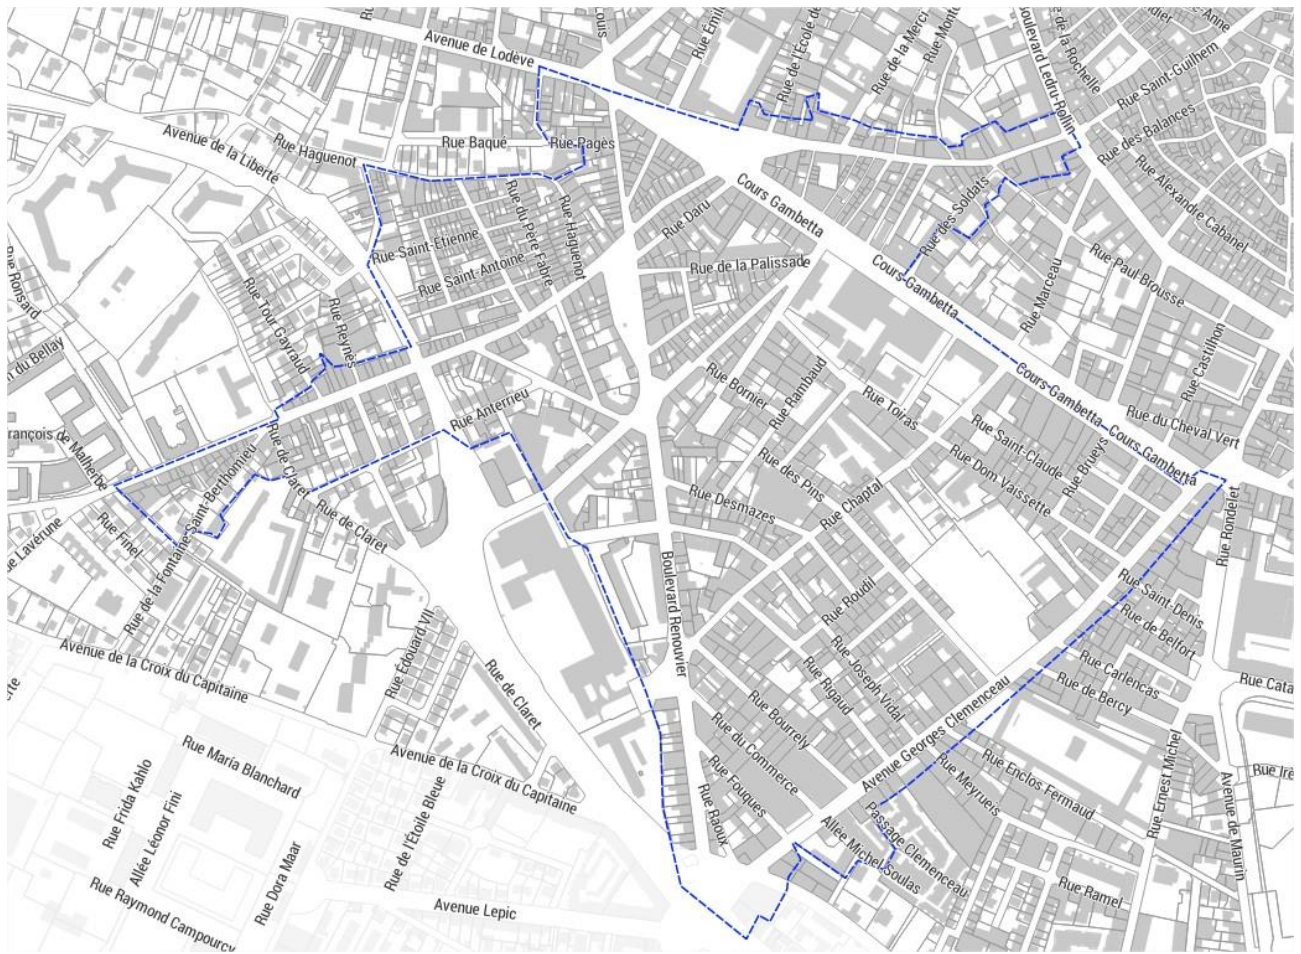 Avenue de Lodève
Louis
Rue de la Merci
Rue Saint-Guilhem
Boulevard Ledru-Rollin
Rue des Balances
Avenue de la Liberté
Rue Haguenot
Rue Baqué
Rue Pagès
Rue Alexandre Cabanel
Cours Gambetta
Rue des Soldats
Rue Daru
Rue du Père Fabre
Rue Haguenot
Rue Saint-Etienne
Rue Saint-Antoine
Rue de la Palissade
Cours Gambetta
Rue Paul Brousse
Rue Marceau
Rue Ronsard
Rue Tour Gayraud
Rue Reynès
du Bellay
Rue Castilhon
Rue Bornier
Rue Rambaud
Rue Toiras
Cours Gambetta
Cours Gambetta
Rue du Cheval Vert
Rue Anterrieu
Rue Saint-Claude
Rue Brueys
François de Malherbe
Rue de Claret
Rue des Pins
Rue Dom Vaissette
Rue Desmazes
Rue Chaptal
Rue Rondelet
Rue de Claret
Lavérune
Rue Finel
Rue de la Fontaine-Saint-Berthomieu
Boulevard Renouvier
Rue Roudil
Rue Saint-Denis
Rue de Belfort
Rue Édouard VII
Rue Joseph Vidal
Rue Rigaud
Rue Carlencas
Rue de Bercy
Avenue de la Croix du Capitaine
Rue de Claret
Rue Bourrely
Avenue Georges Clemenceau
Rue Cata
Rue du Commerce
Rue Maria Blanchard
Avenue de la Croix du Capitaine
Rue Fouques
Rue Raoux
Rue Meyrueis
Rue Enclos Fermaud
Rue Ernest Michel
Avenue de Maurin
Rue Frida Kahlo
Allée Léonor Fini
Rue de l'Étoile Bleue
Passage Clemenceau
Allée Michel Soulas
Rue Dora Maar
Rue Raymond Campourcy
Avenue Lepic
Rue Ramel